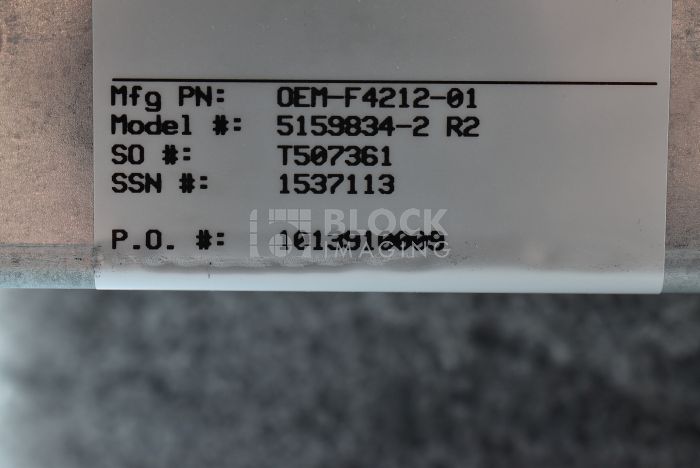 Mfg PN: OEM-F4212-01
Model #: 5159834-2 R2
SO #: T507361
SSN #: 1537113
P.O. #:
BLOCK
IMAGING